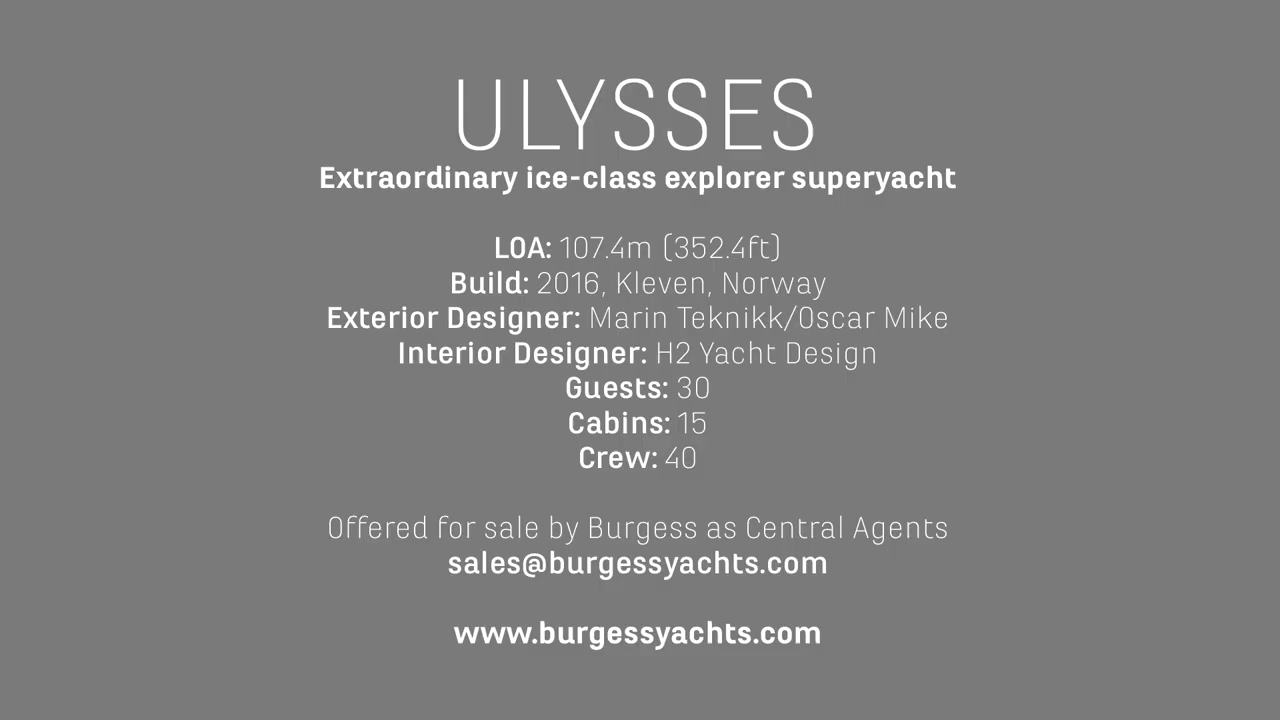 ULYSSES
Extraordinary ice-class explorer superyacht
LOA: 107.4m (352.4ft)
Build: 2016, Kleven, Norway
Exterior Designer: Marin Teknikk/Oscar Mike
Interior Designer: H2 Yacht Design
Guests: 30
Cabins: 15
Crew: 40
Offered for sale by Burgess as Central Agents
sales@burgessyachts.com
www.burgessyachts.com